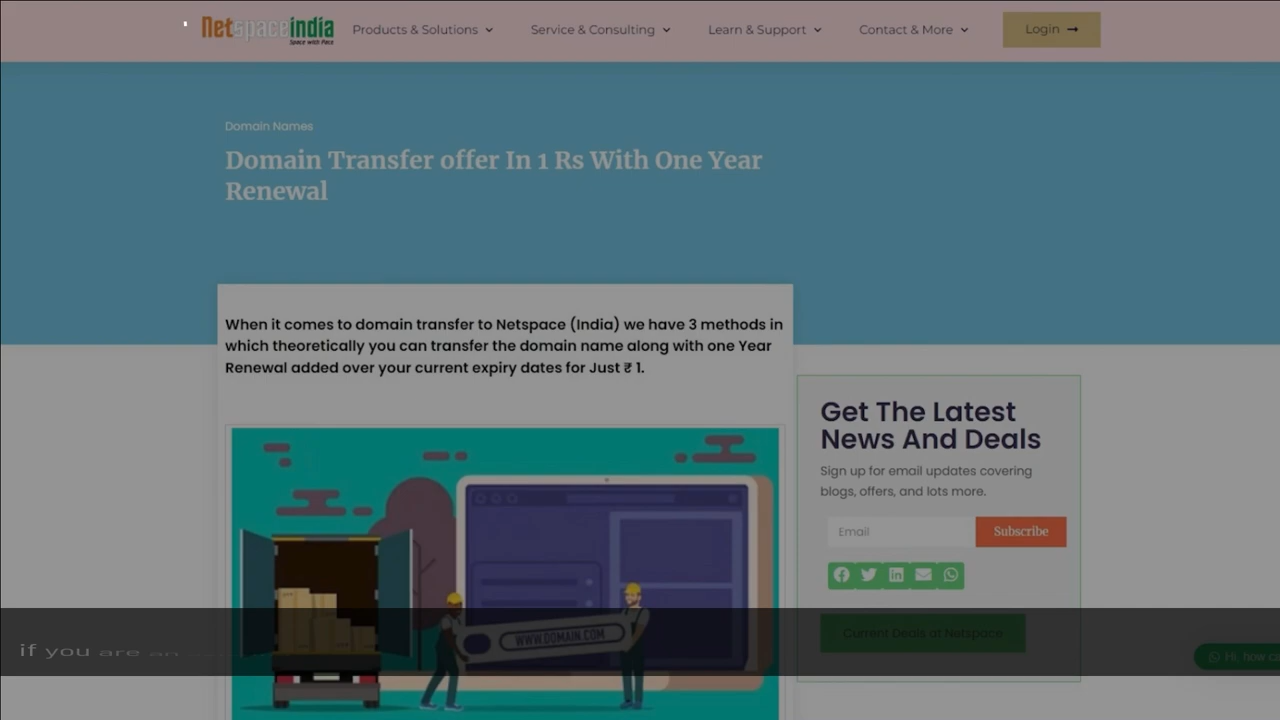 Netspaceindia
Space with Pace
Products & Solutions
Service & Consulting
Learn & Support
Contact & More
Login
Domain Names
Domain Transfer offer In 1 Rs With One Year
Renewal
When it comes to domain transfer to Netspace (India) we have 3 methods in
which theoretically you can transfer the domain name along with one Year
Renewal added over your current expiry dates for Just ₹ 1.
Get The Latest
News And Deals
Sign up for email updates covering
blogs, offers, and lots more.
Email
Subscribe
WWW.DOMAIN.COM
Current Deals at Netspace
if you are an
Hi, how